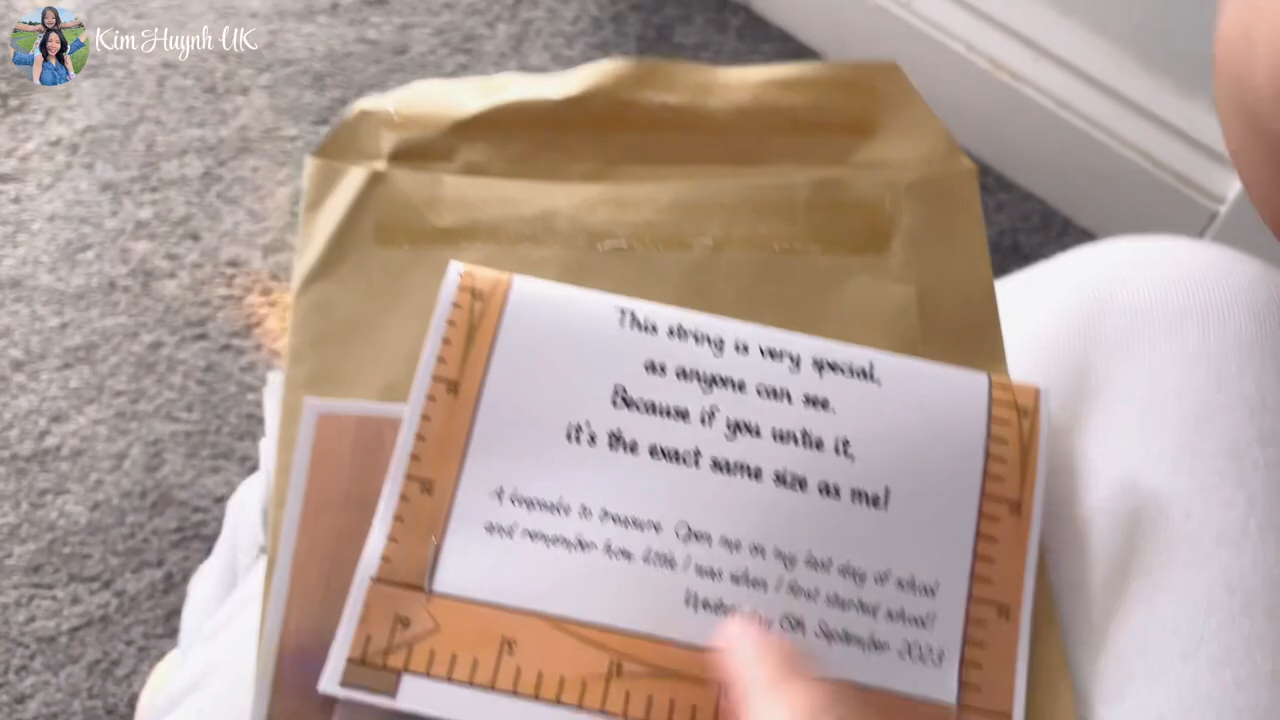 Kim Huynh UK
This string is very special,
as anyone can see.
Because if you untie it,
it's the exact same size as me!
A keepsake to treasure. Open me on my last day of school
and remember how little I was when I first started school!
September 2023